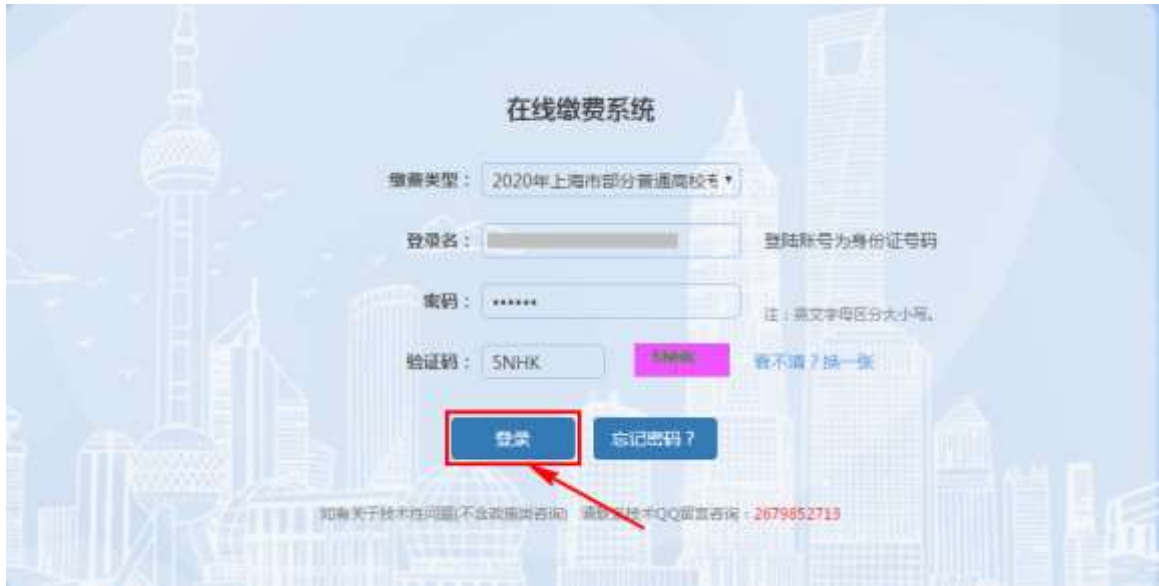 在线缴费系统
缴费类型： 2020年上海市部分普通高校专
登录名： 登陆账号为身份证号码
密码： •••••• 注：英文字母区分大小写。
验证码： 5NHK 5NHK 看不清？换一张
登录 忘记密码？
如有关于技术性问题(不含政策类咨询) 请联系技术QQ留言咨询：2679852713